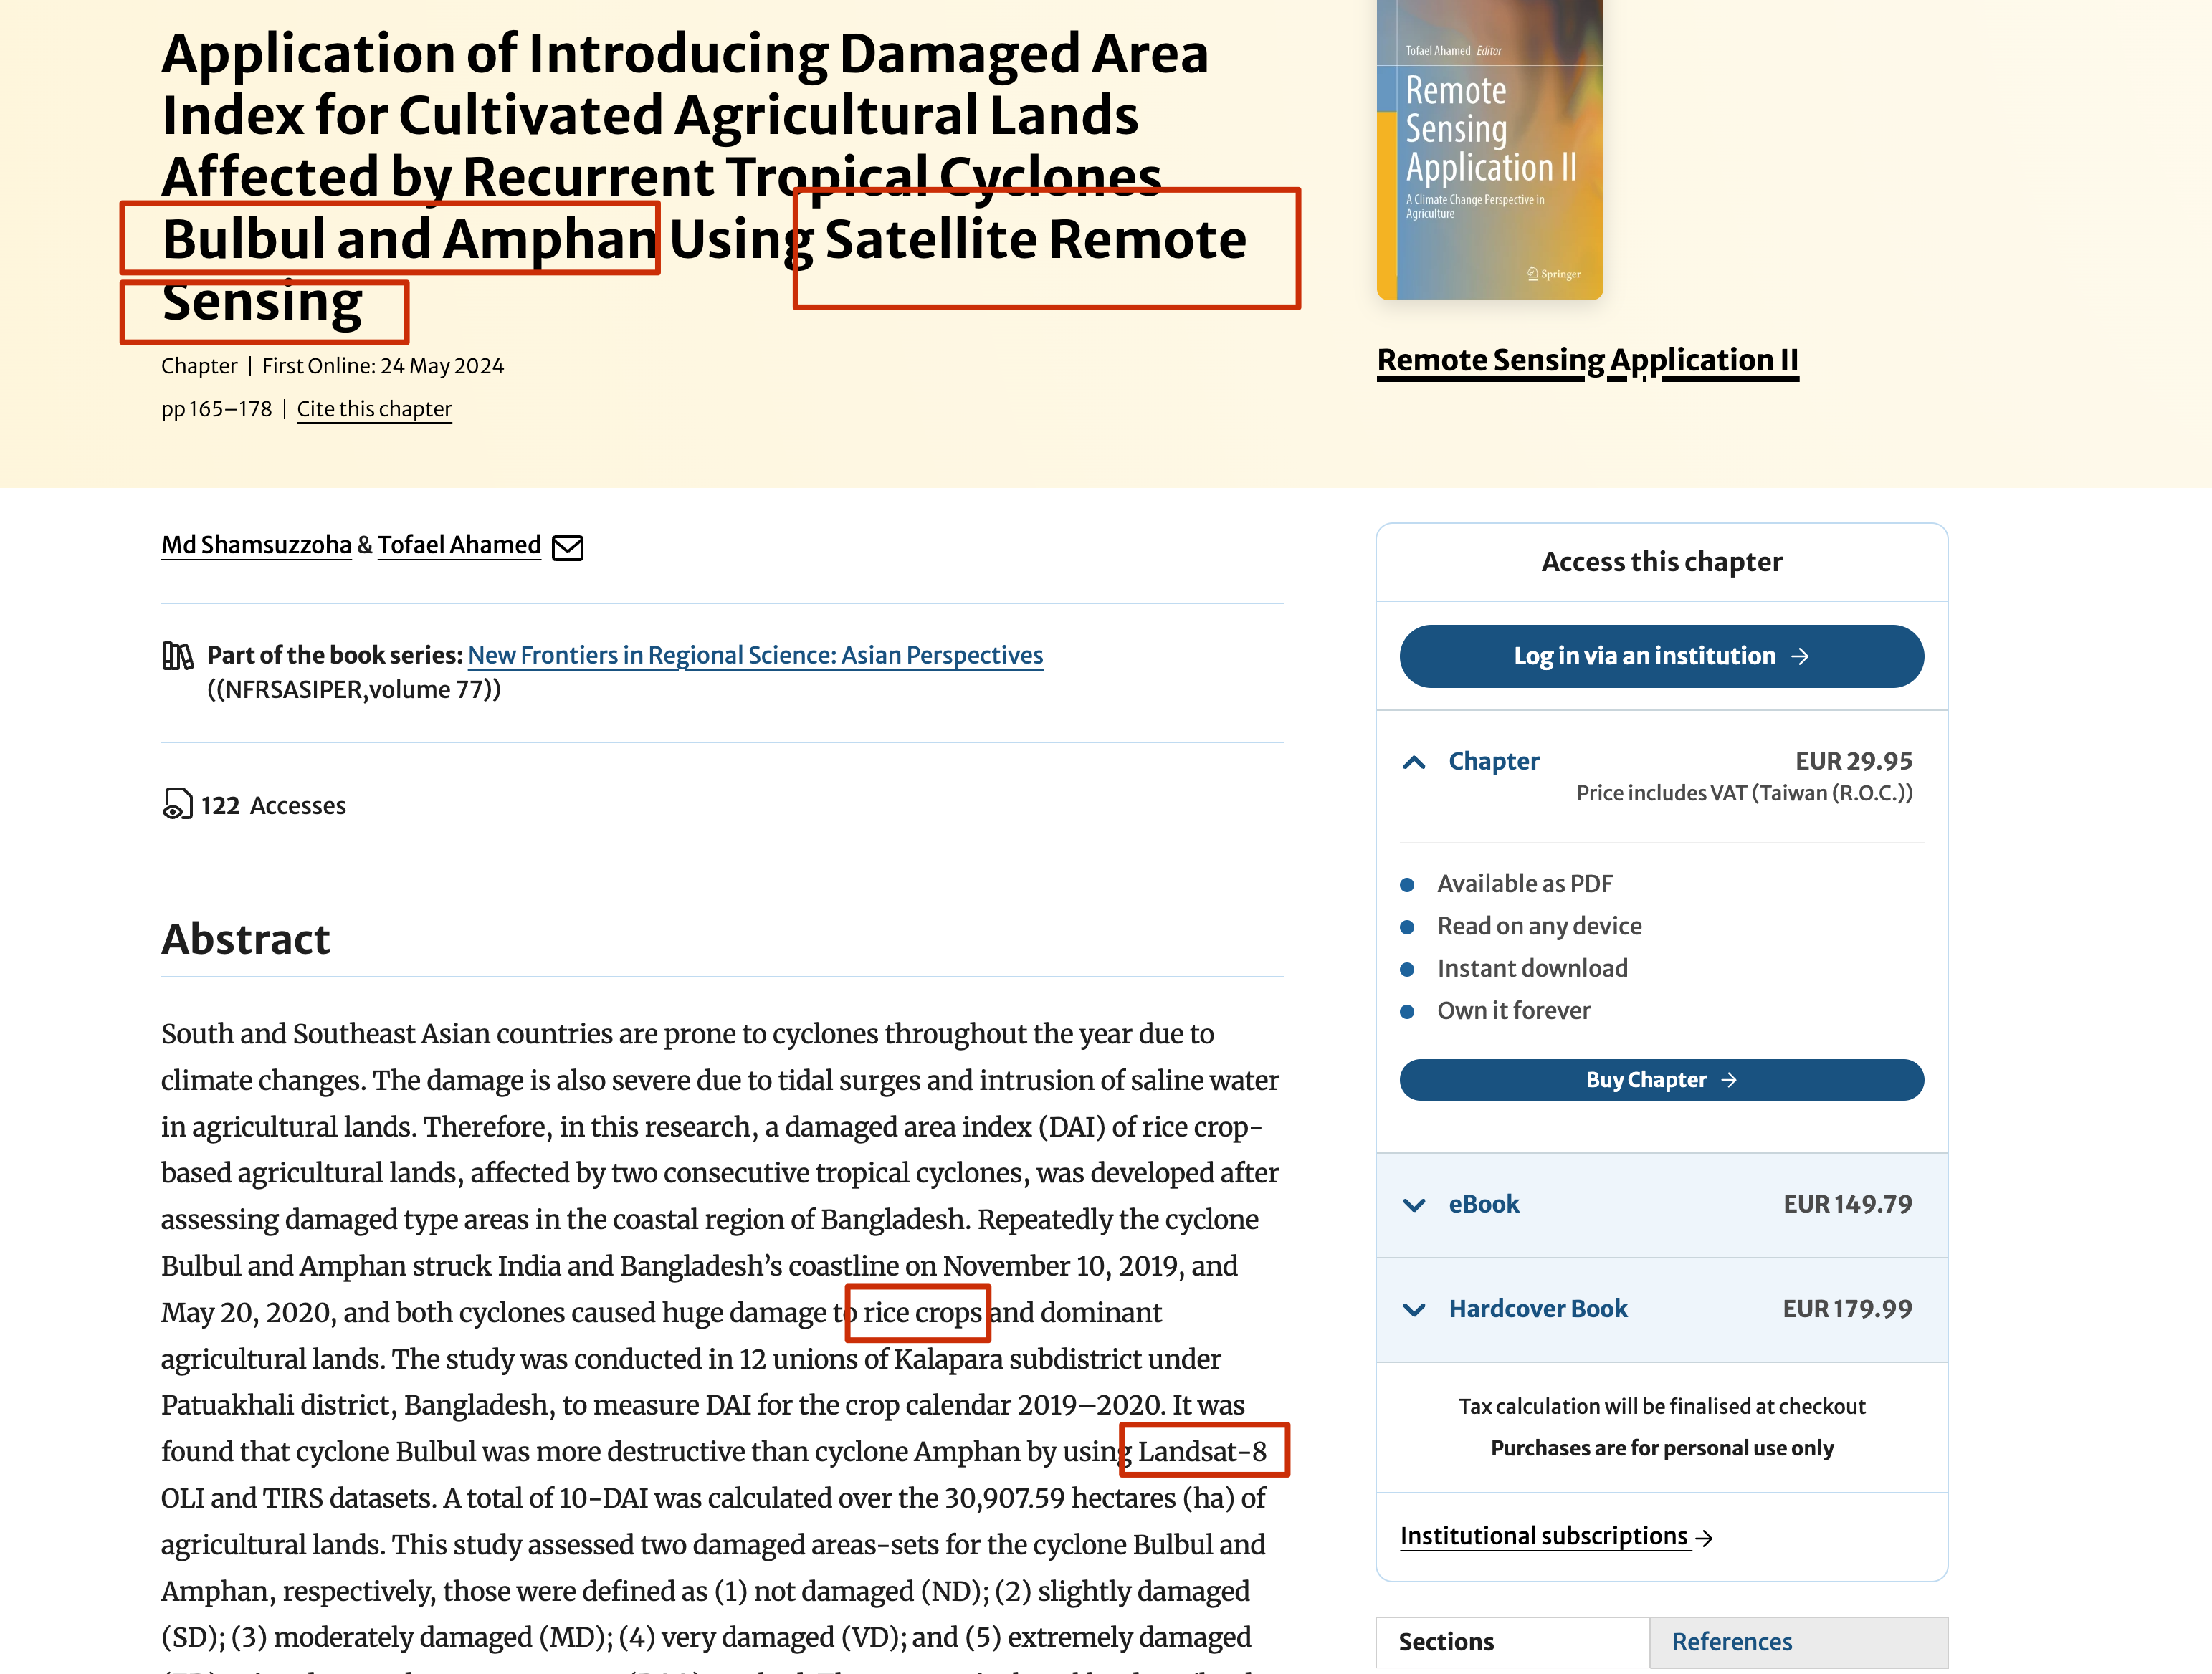 Application of Introducing Damaged Area
Index for Cultivated Agricultural Lands
Affected by Recurrent Tropical Cyclones
Bulbul and Amphan Using Satellite Remote
Sensing
Chapter | First Online: 24 May 2024
pp 165–178 | Cite this chapter
Tofael Ahamed Editor
Remote
Sensing
Application II
A Climate Change Perspective in
Agriculture
Springer
Remote Sensing Application II
Md Shamsuzzoha & Tofael Ahamed
Part of the book series: New Frontiers in Regional Science: Asian Perspectives
((NFRSASIPER,volume 77))
122 Accesses
Abstract
South and Southeast Asian countries are prone to cyclones throughout the year due to
climate changes. The damage is also severe due to tidal surges and intrusion of saline water
in agricultural lands. Therefore, in this research, a damaged area index (DAI) of rice crop-
based agricultural lands, affected by two consecutive tropical cyclones, was developed after
assessing damaged type areas in the coastal region of Bangladesh. Repeatedly the cyclone
Bulbul and Amphan struck India and Bangladesh’s coastline on November 10, 2019, and
May 20, 2020, and both cyclones caused huge damage to rice crops and dominant
agricultural lands. The study was conducted in 12 unions of Kalapara subdistrict under
Patuakhali district, Bangladesh, to measure DAI for the crop calendar 2019–2020. It was
found that cyclone Bulbul was more destructive than cyclone Amphan by using Landsat-8
OLI and TIRS datasets. A total of 10-DAI was calculated over the 30,907.59 hectares (ha) of
agricultural lands. This study assessed two damaged areas-sets for the cyclone Bulbul and
Amphan, respectively, those were defined as (1) not damaged (ND); (2) slightly damaged
(SD); (3) moderately damaged (MD); (4) very damaged (VD); and (5) extremely damaged
Access this chapter
Log in via an institution →
Chapter EUR 29.95
Price includes VAT (Taiwan (R.O.C.))
Available as PDF
Read on any device
Instant download
Own it forever
Buy Chapter →
eBook EUR 149.79
Hardcover Book EUR 179.99
Tax calculation will be finalised at checkout
Purchases are for personal use only
Institutional subscriptions →
Sections References